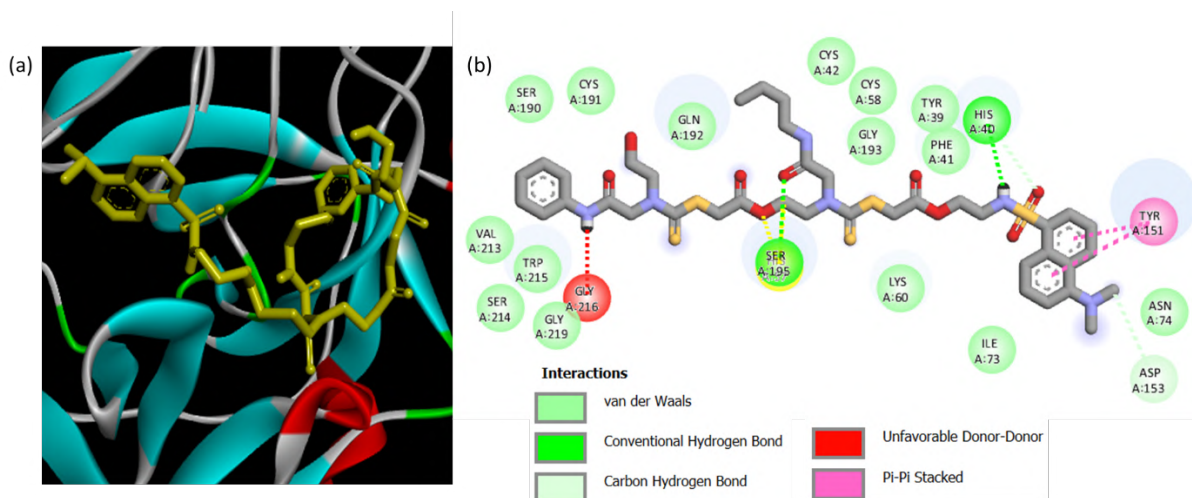 (a)
(b)
CYS
A:42
SER
A:190
CYS
A:191
GLN
A:192
CYS
A:58
TYR
A:39
HIS
A:40
GLY
A:193
PHE
A:41
TYR
A:151
VAL
A:213
TRP
A:215
SER
A:195
SER
A:214
GLY
A:216
GLY
A:219
LYS
A:60
ASN
A:74
ILE
A:73
ASP
A:153
Interactions
van der Waals
Conventional Hydrogen Bond
Carbon Hydrogen Bond
Unfavorable Donor-Donor
Pi-Pi Stacked